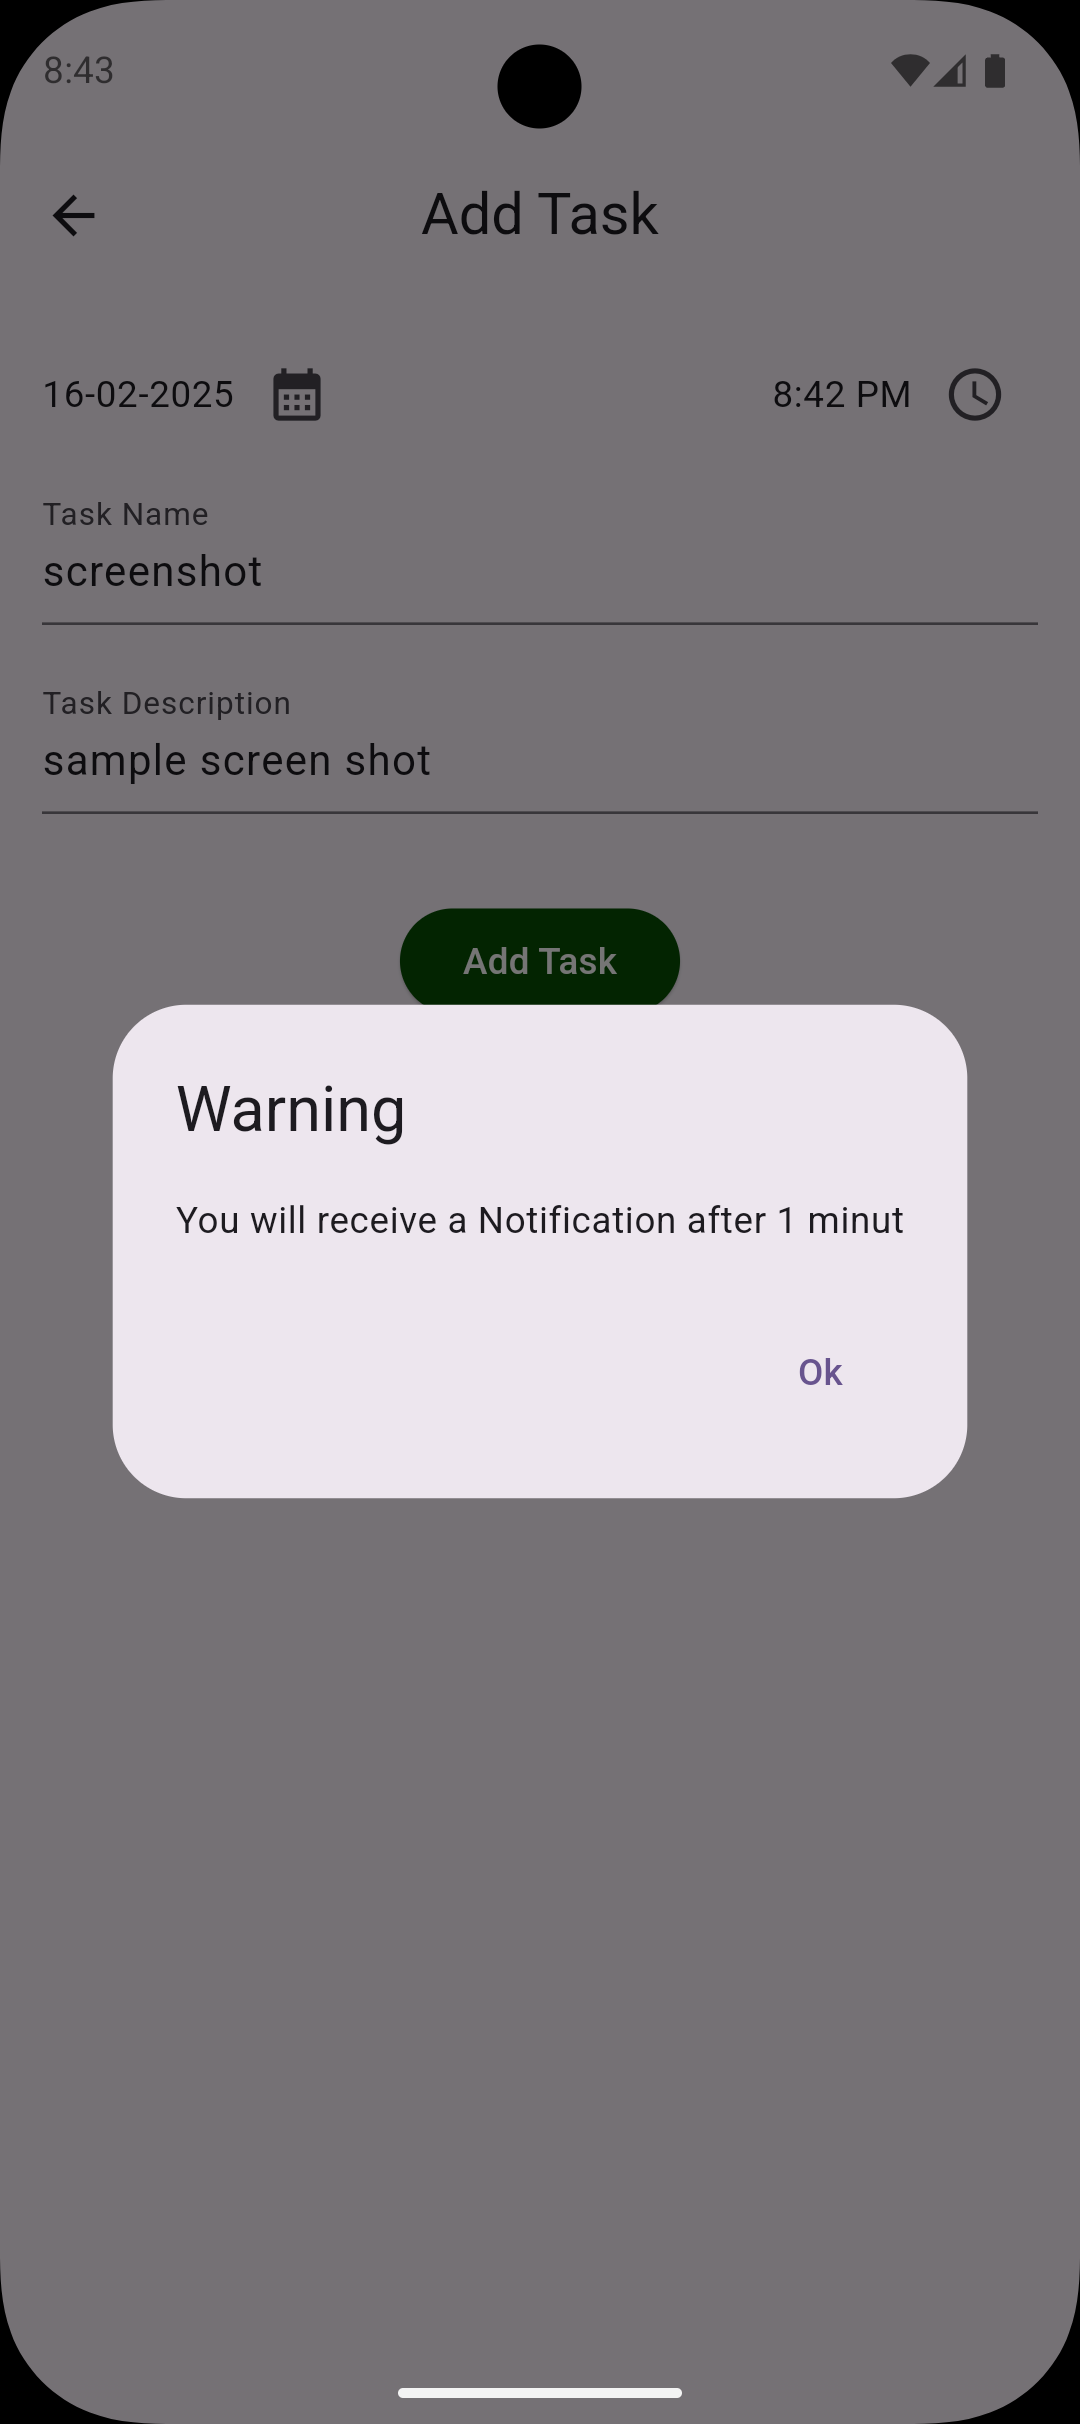 8:43
Add Task
16-02-2025 8:42 PM
Task Name
screenshot
Task Description
sample screen shot
Add Task
Warning
You will receive a Notification after 1 minut
Ok